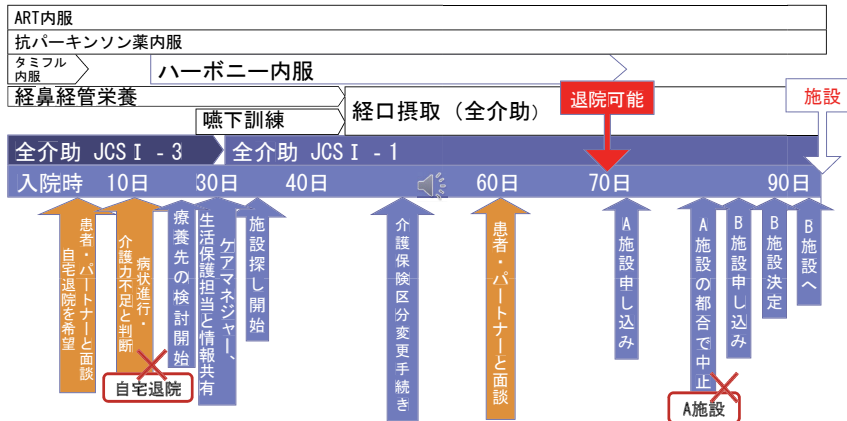 ART内服
抗パーキンソン薬内服
タミフル
内服
ハーボニー内服
経鼻経管栄養
嚥下訓練
経口摂取（全介助）
退院可能
施設
全介助 JCSⅠ-3
全介助 JCSⅠ-1
入院時 10日 30日 40日 60日 70日 90日
患者・パートナーと面談
自宅退院を希望
病状進行・
介護力不足と判断
療養先の検討開始
ケアマネジャー、
生活保護担当と情報共有
施設探し開始
介護保険区分変更手続き
患者・パートナーと面談
A施設申し込み
A施設の都合で中止
B施設申し込み
B施設決定
B施設へ
自宅退院
A施設